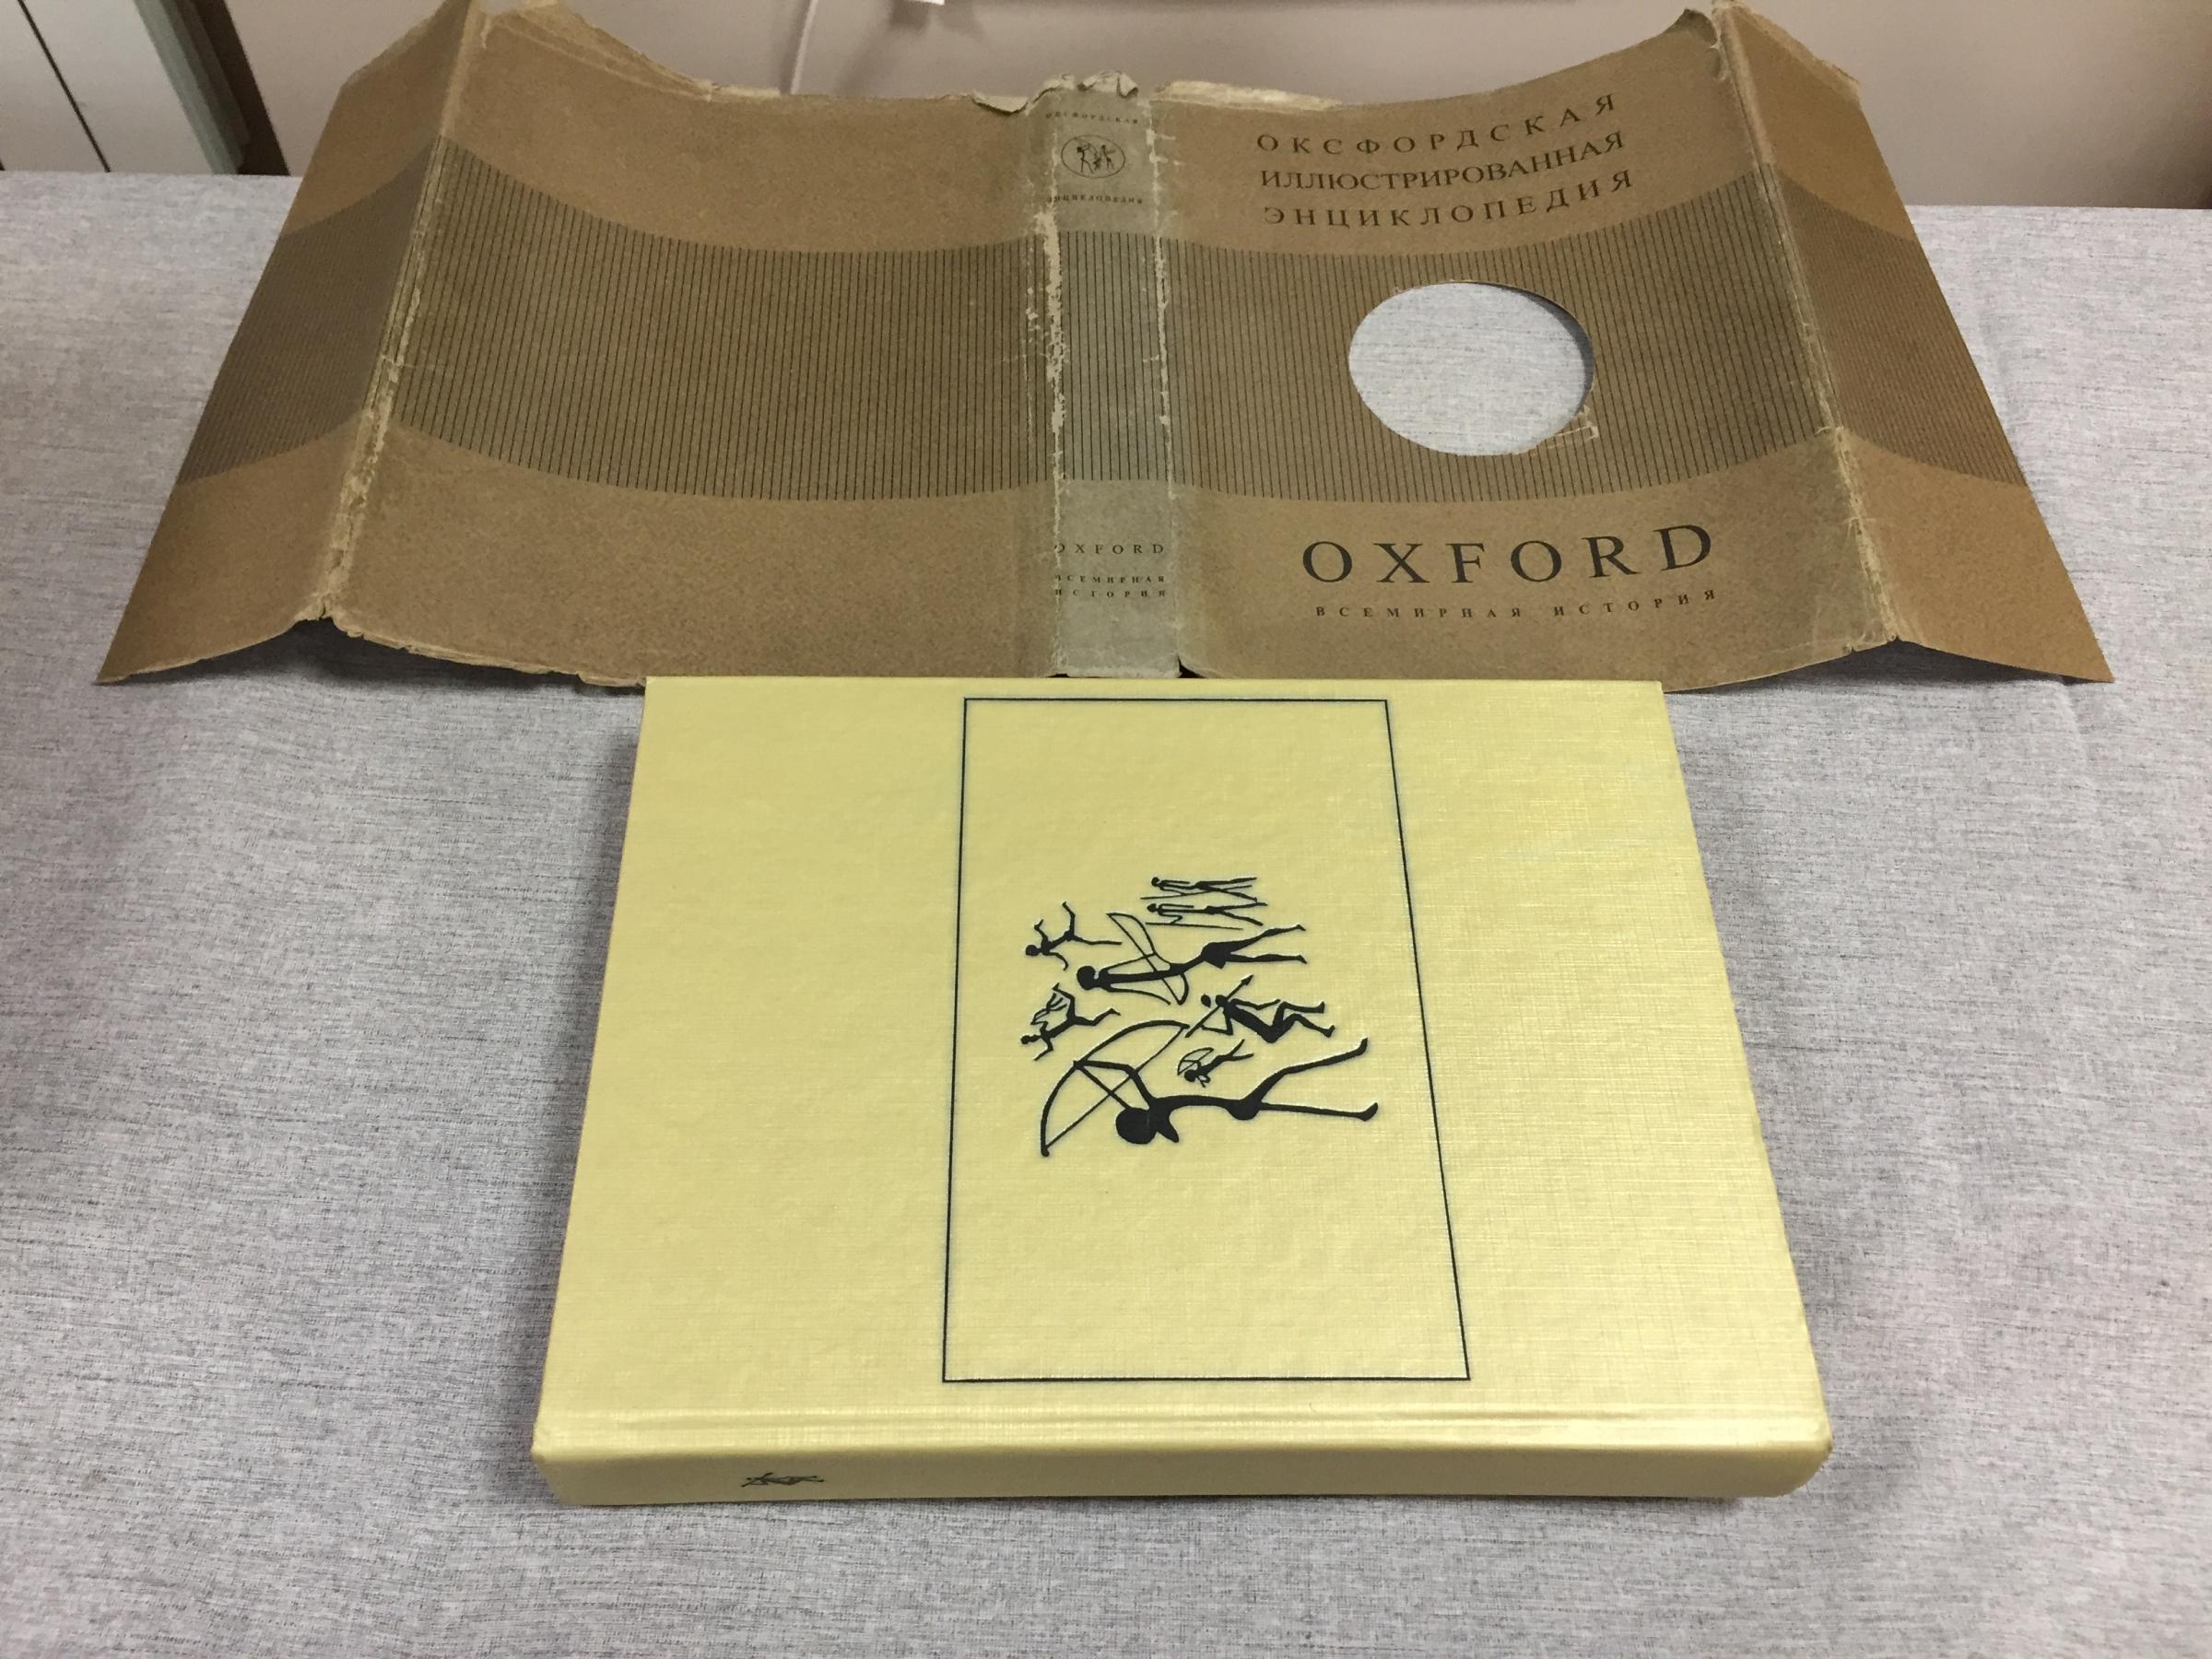 ОКСФОРДСКАЯ
ЭНЦИКЛОПЕДИЯ
OXFORD
ВСЕМИРНАЯ
ИСТОРИЯ
ОКСФОРДСКАЯ
ИЛЛЮСТРИРОВАННАЯ
ЭНЦИКЛОПЕДИЯ
OXFORD
ВСЕМИРНАЯ ИСТОРИЯ